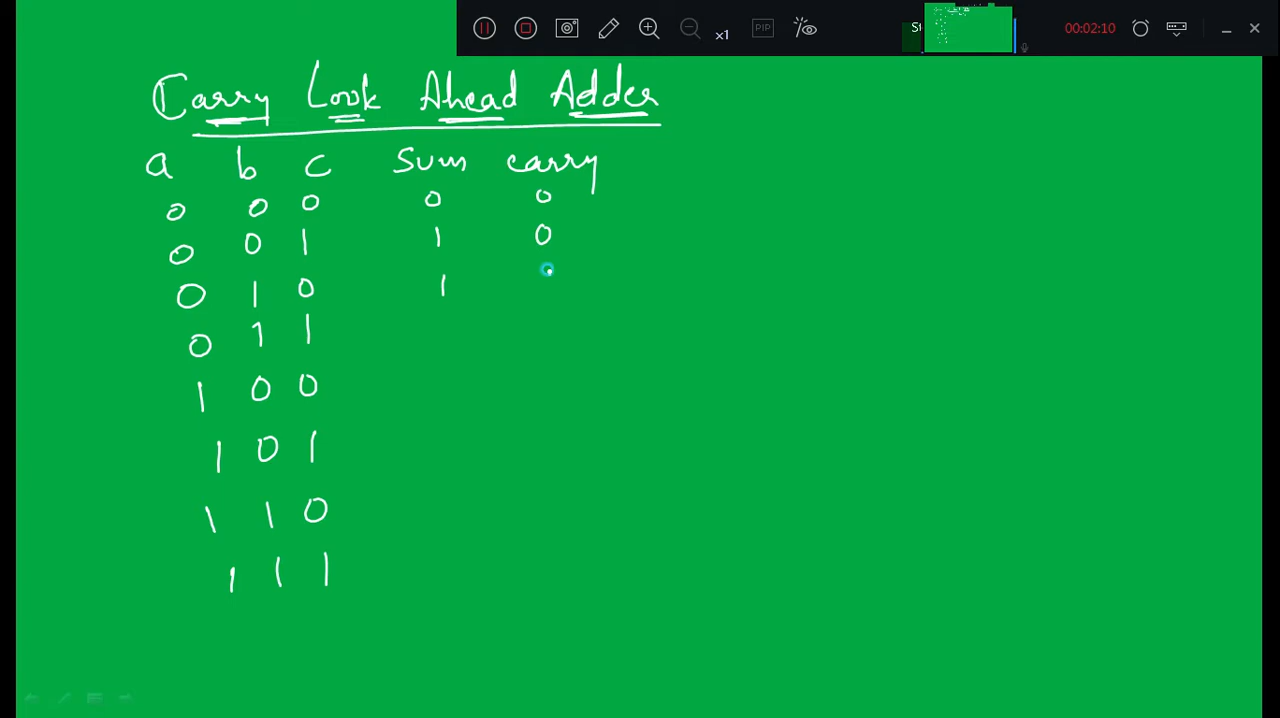 St x1 PIP 00:02:10
Carry Look Ahead Adder
a b c Sum carry
0 0 0 0 0
0 0 1 1 0
0 1 0 1
0 1 1
1 0 0
1 0 1
1 1 0
1 1 1